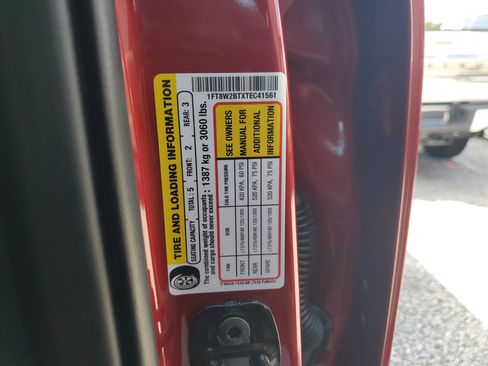 1FT8W2BTXTEC41561
TIRE AND LOADING INFORMATION
SEATING CAPACITY TOTAL: 5 FRONT: 2 REAR: 3
The combined weight of occupants and cargo should never exceed : 1387 kg or 3060 lbs.
TIRE SIZE COLD TIRE PRESSURE
FRONT 420 KPA, 60 PSI
REAR 520 KPA, 75 PSI
SPARE 520 KPA, 75 PSI
SEE OWNERS
MANUAL FOR
ADDITIONAL
INFORMATION